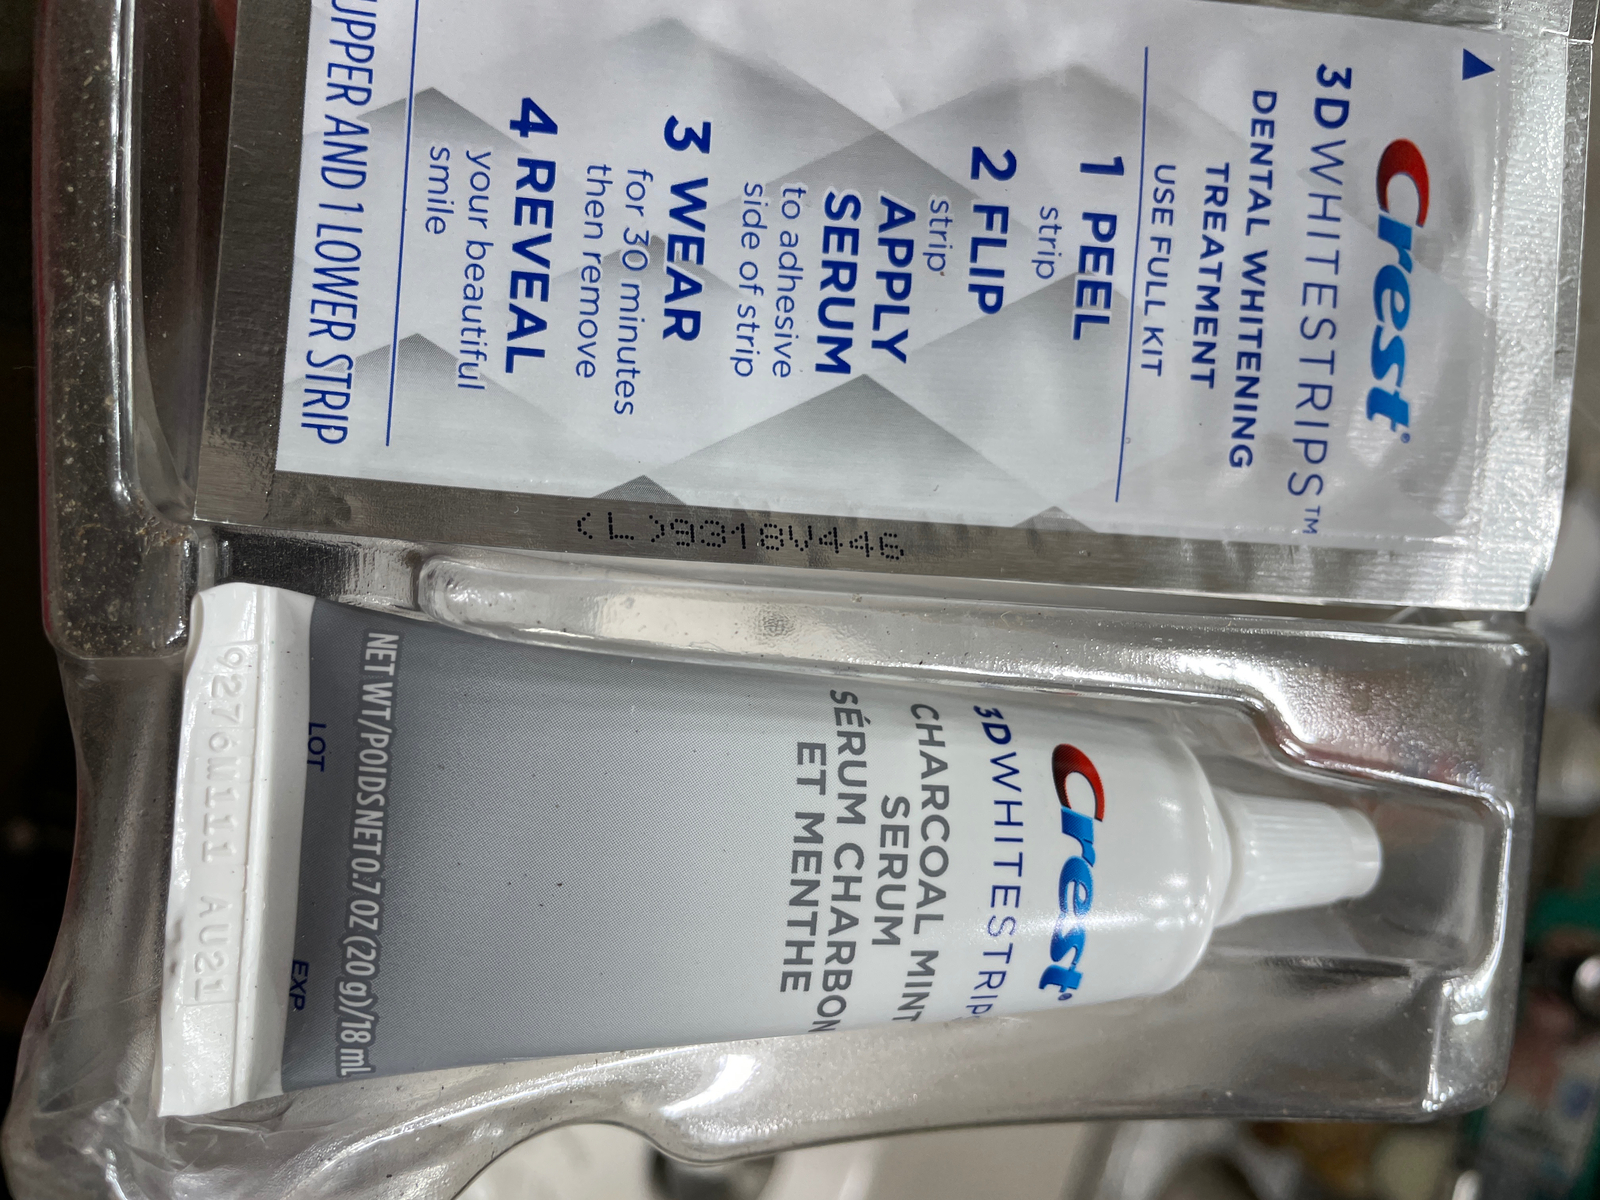 Crest®
3DWHITESTRIPS™
DENTAL WHITENING
TREATMENT
USE FULL KIT
1 PEEL
strip
2 FLIP
strip
APPLY
SERUM
to adhesive
side of strip
3 WEAR
for 30 minutes
then remove
4 REVEAL
your beautiful
smile
UPPER AND 1 LOWER STRIP
Crest®
3DWHITESTRIPS
CHARCOAL MINT
SERUM
SÉRUM CHARBON
ET MENTHE
NET WT/POIDS NET 0.7 OZ (20 g)/18 mL
LOT
EXP
AU21